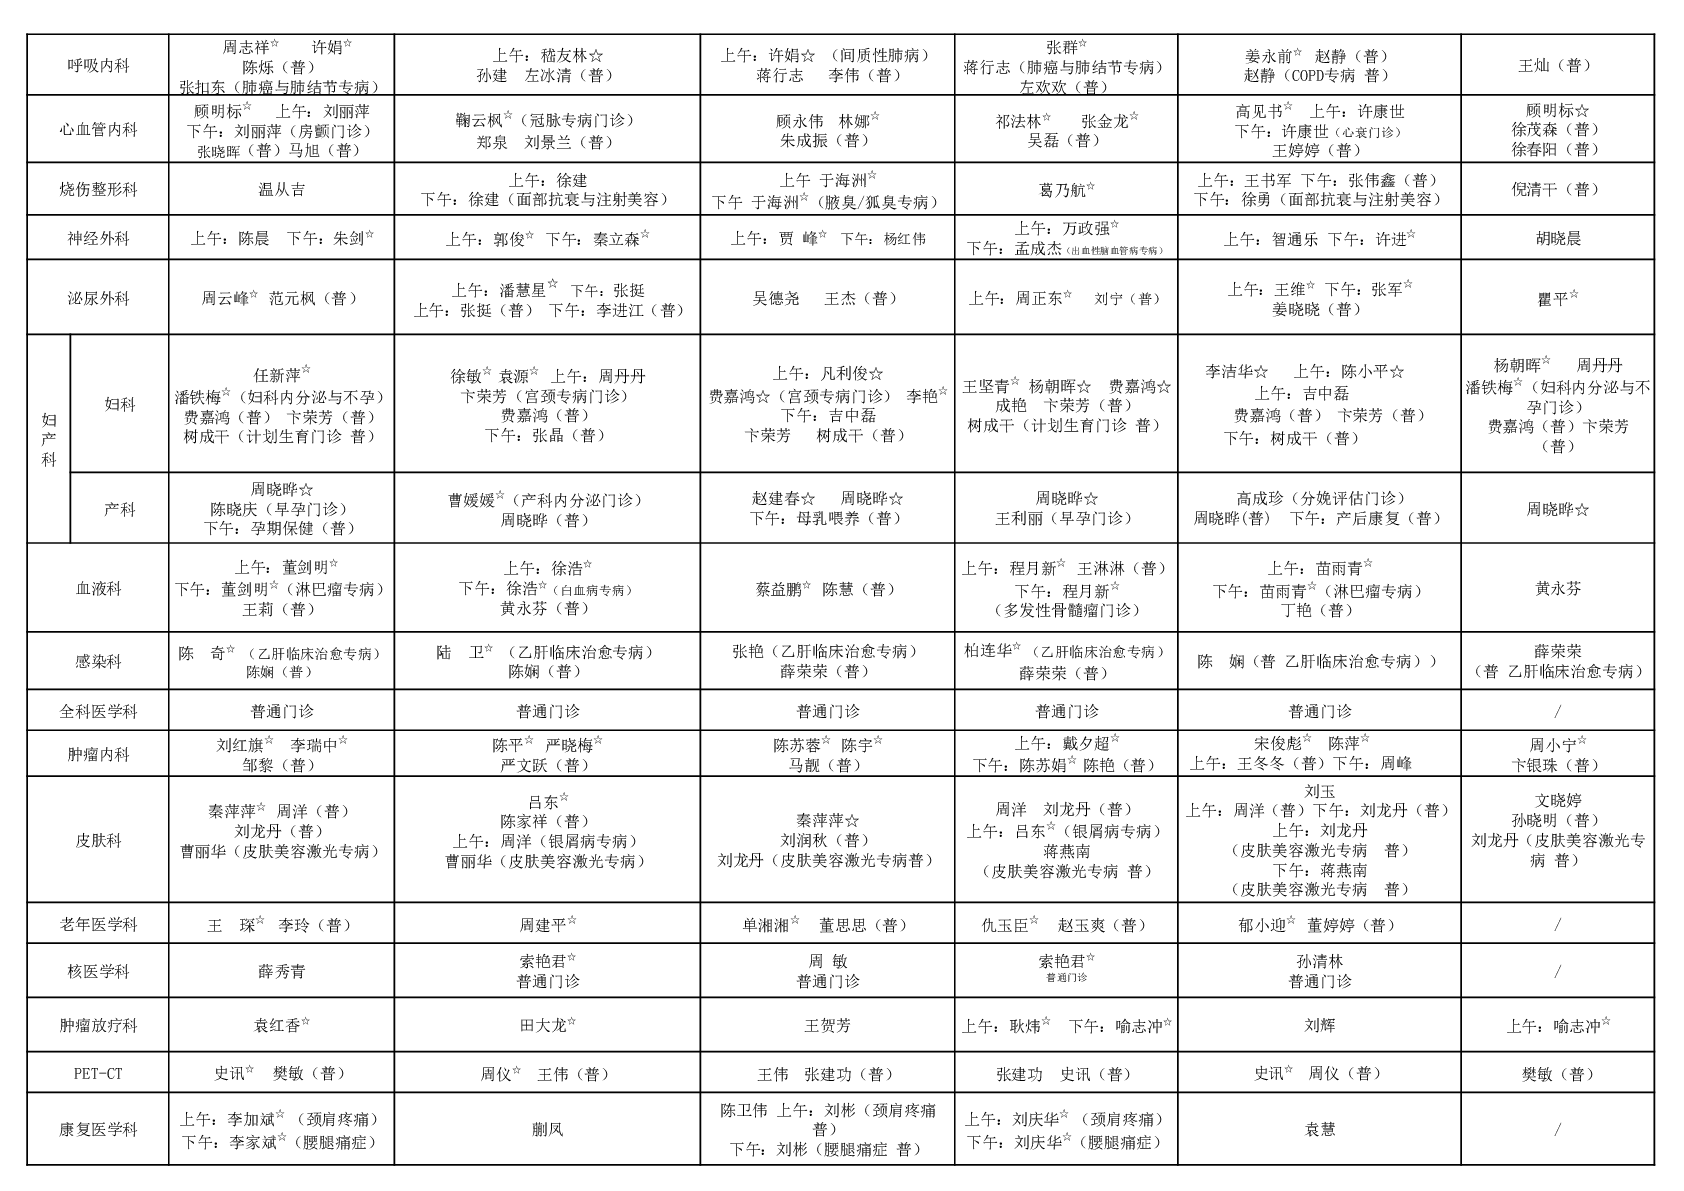 呼吸内科
周志祥☆ 许娟☆
陈烁（普）
张扣东（肺癌与肺结节专病）
上午：嵇友林☆
孙建 左冰清（普）
上午：许娟☆ （间质性肺病）
蒋行志 李伟（普）
张群☆
蒋行志（肺癌与肺结节专病）
左欢欢（普）
姜永前☆ 赵静（普）
赵静（COPD专病 普）
王灿（普）
心血管内科
顾明标☆ 上午：刘丽萍
下午：刘丽萍（房颤门诊）
张晓晖（普）马旭（普）
鞠云枫☆（冠脉专病门诊）
郑泉 刘景兰（普）
顾永伟 林娜☆
朱成振（普）
祁法林☆ 张金龙☆
吴磊（普）
高见书☆ 上午：许康世
下午：许康世（心衰门诊）
王婷婷（普）
顾明标☆
徐茂森（普）
徐春阳（普）
烧伤整形科
温从吉
上午：徐建
下午：徐建（面部抗衰与注射美容）
上午 于海洲☆
下午 于海洲☆（腋臭/狐臭专病）
葛乃航☆
上午：王书军 下午：张伟鑫（普）
下午：徐勇（面部抗衰与注射美容）
倪清干（普）
神经外科
上午：陈晨 下午：朱剑☆
上午：郭俊☆ 下午：秦立森☆
上午：贾 峰☆ 下午：杨红伟
上午：万政强☆
下午：孟成杰（出血性脑血管病专病）
上午：智通乐 下午：许进☆
胡晓晨
泌尿外科
周云峰☆ 范元枫（普）
上午：潘慧星☆ 下午：张挺
上午：张挺（普） 下午：李进江（普）
吴德尧 王杰（普）
上午：周正东☆ 刘宁（普）
上午：王维☆ 下午：张军☆
姜晓晓（普）
瞿平☆
妇产科
妇科
任新萍☆
潘铁梅☆（妇科内分泌与不孕）
费嘉鸿（普） 卞荣芳（普）
树成干（计划生育门诊 普）
徐敏☆ 袁源☆ 上午：周丹丹
卞荣芳（宫颈专病门诊）
费嘉鸿（普）
下午：张晶（普）
上午：凡利俊☆
费嘉鸿☆（宫颈专病门诊） 李艳☆
下午：吉中磊
卞荣芳 树成干（普）
王坚青☆ 杨朝晖☆ 费嘉鸿☆
成艳 卞荣芳（普）
树成干（计划生育门诊 普）
李洁华☆ 上午：陈小平☆
上午：吉中磊
费嘉鸿（普） 卞荣芳（普）
下午：树成干（普）
杨朝晖☆ 周丹丹
潘铁梅☆（妇科内分泌与不
孕门诊）
费嘉鸿（普）卞荣芳
（普）
产科
周晓晔☆
陈晓庆（早孕门诊）
下午：孕期保健（普）
曹媛媛☆（产科内分泌门诊）
周晓晔（普）
赵建春☆ 周晓晔☆
下午：母乳喂养（普）
周晓晔☆
王利丽（早孕门诊）
高成珍（分娩评估门诊）
周晓晔(普) 下午：产后康复（普）
周晓晔☆
血液科
上午：董剑明☆
下午：董剑明☆（淋巴瘤专病）
王莉（普）
上午：徐浩☆
下午：徐浩☆（白血病专病）
黄永芬（普）
蔡益鹏☆ 陈慧（普）
上午：程月新☆ 王淋淋（普）
下午：程月新☆
（多发性骨髓瘤门诊）
上午：苗雨青☆
下午：苗雨青☆（淋巴瘤专病）
丁艳（普）
黄永芬
感染科
陈 奇☆ （乙肝临床治愈专病）
陈娴（普）
陆 卫☆ （乙肝临床治愈专病）
陈娴（普）
张艳（乙肝临床治愈专病）
薛荣荣（普）
柏连华☆（乙肝临床治愈专病）
薛荣荣（普）
陈 娴（普 乙肝临床治愈专病））
薛荣荣
（普 乙肝临床治愈专病）
全科医学科
普通门诊
普通门诊
普通门诊
普通门诊
普通门诊
/
肿瘤内科
刘红旗☆ 李瑞中☆
邹黎（普）
陈平☆ 严晓梅☆
严文跃（普）
陈苏蓉☆ 陈宇☆
马靓（普）
上午：戴夕超☆
下午：陈苏娟☆ 陈艳（普）
宋俊彪☆ 陈萍☆
上午：王冬冬（普）下午：周峰
周小宁☆
卞银珠（普）
皮肤科
秦萍萍☆ 周洋（普）
刘龙丹（普）
曹丽华（皮肤美容激光专病）
吕东☆
陈家祥（普）
上午：周洋（银屑病专病）
曹丽华（皮肤美容激光专病）
秦萍萍☆
刘润秋（普）
刘龙丹（皮肤美容激光专病普）
周洋 刘龙丹（普）
上午：吕东☆（银屑病专病）
蒋燕南
（皮肤美容激光专病 普）
刘玉
上午：周洋（普）下午：刘龙丹（普）
上午：刘龙丹
（皮肤美容激光专病 普）
下午：蒋燕南
（皮肤美容激光专病 普）
文晓婷
孙晓明（普）
刘龙丹（皮肤美容激光专
病 普）
老年医学科
王 琛☆ 李玲（普）
周建平☆
单湘湘☆ 董思思（普）
仇玉臣☆ 赵玉爽（普）
郁小迎☆ 董婷婷（普）
/
核医学科
薛秀青
索艳君☆
普通门诊
周 敏
普通门诊
索艳君☆
普通门诊
孙清林
普通门诊
/
肿瘤放疗科
袁红香☆
田大龙☆
王贺芳
上午：耿炜☆ 下午：喻志冲☆
刘辉
上午：喻志冲☆
PET-CT
史讯☆ 樊敏（普）
周仪☆ 王伟（普）
王伟 张建功（普）
张建功 史讯（普）
史讯☆ 周仪（普）
樊敏（普）
康复医学科
上午：李加斌☆ （颈肩疼痛）
下午：李家斌☆（腰腿痛症）
蒯凤
陈卫伟 上午：刘彬（颈肩疼痛
普）
下午：刘彬（腰腿痛症 普）
上午：刘庆华☆ （颈肩疼痛）
下午：刘庆华☆（腰腿痛症）
袁慧
/